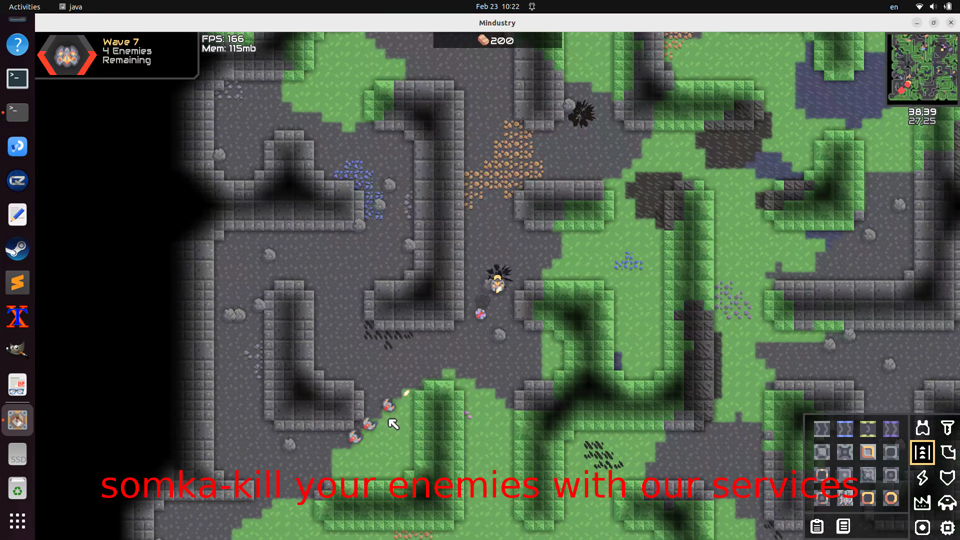 Activities
java
Feb 23 10:22
en
Mindustry
Wave 7
4 Enemies
Remaining
FPS: 166
Mem: 115mb
200
38,39
27,25
SSD
somka-kill your enemies with our services